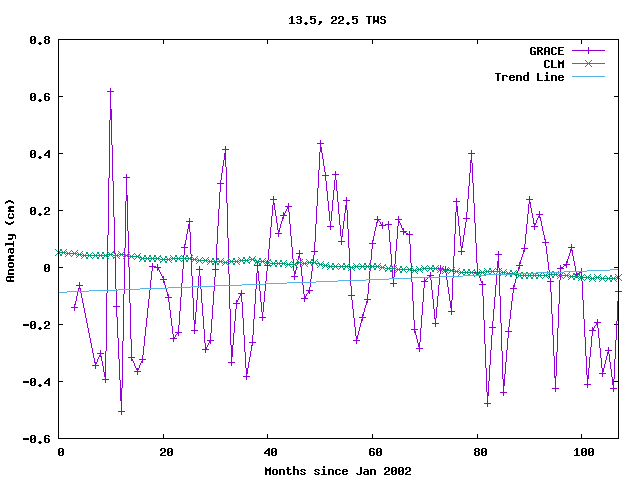 13.5, 22.5 TWS
GRACE
CLM
Trend Line
0.8
0.6
0.4
0.2
0
-0.2
-0.4
-0.6
Anomaly (cm)
0 20 40 60 80 100
Months since Jan 2002